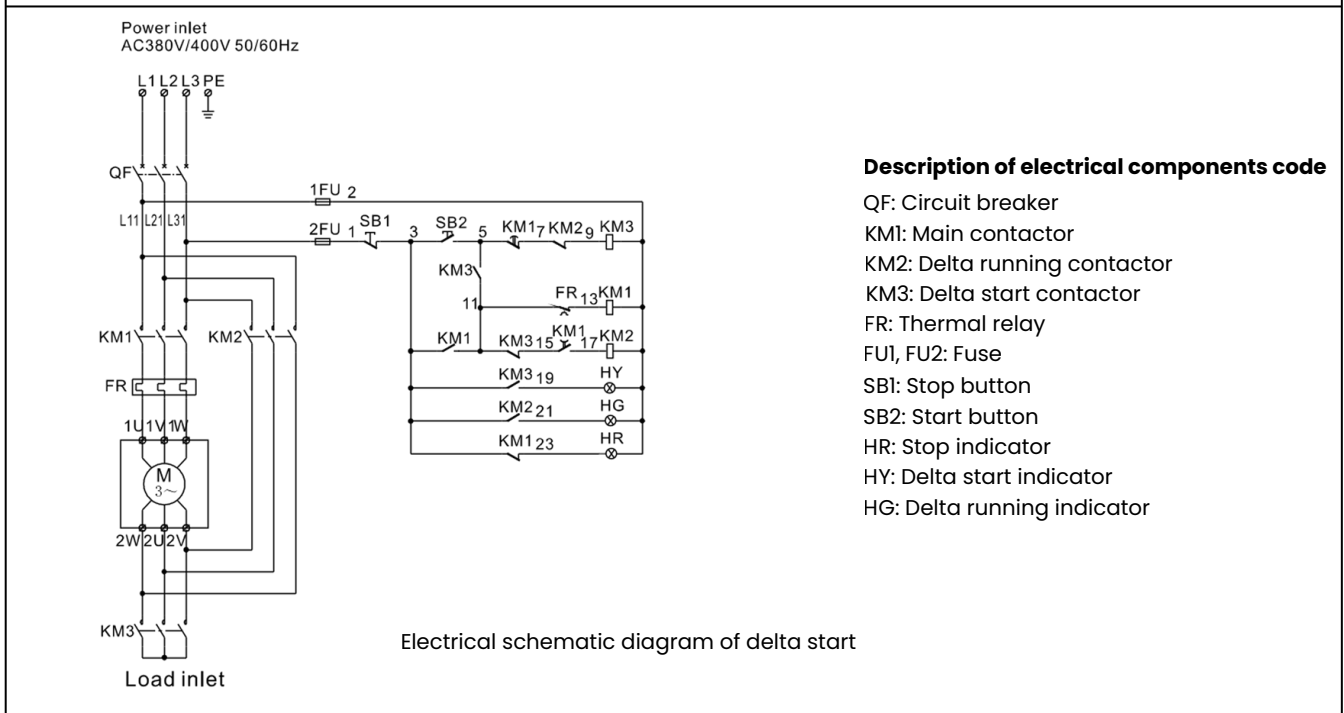 Power inlet
AC380V/400V 50/60Hz
L1 L2 L3 PE
QF
1FU 2
L11 L21 L31
2FU 1 SB1 3 SB2 5 KM1 7 KM2 9 KM3
KM3
11 FR 13 KM1
KM1 KM2 KM1 KM3 15 KM1 17 KM2
FR
KM3 19 HY
KM2 21 HG
1U 1V 1W
KM1 23 HR
M
3~
2W 2U 2V
KM3
Load inlet
Electrical schematic diagram of delta start
Description of electrical components code
QF: Circuit breaker
KM1: Main contactor
KM2: Delta running contactor
KM3: Delta start contactor
FR: Thermal relay
FU1, FU2: Fuse
SB1: Stop button
SB2: Start button
HR: Stop indicator
HY: Delta start indicator
HG: Delta running indicator